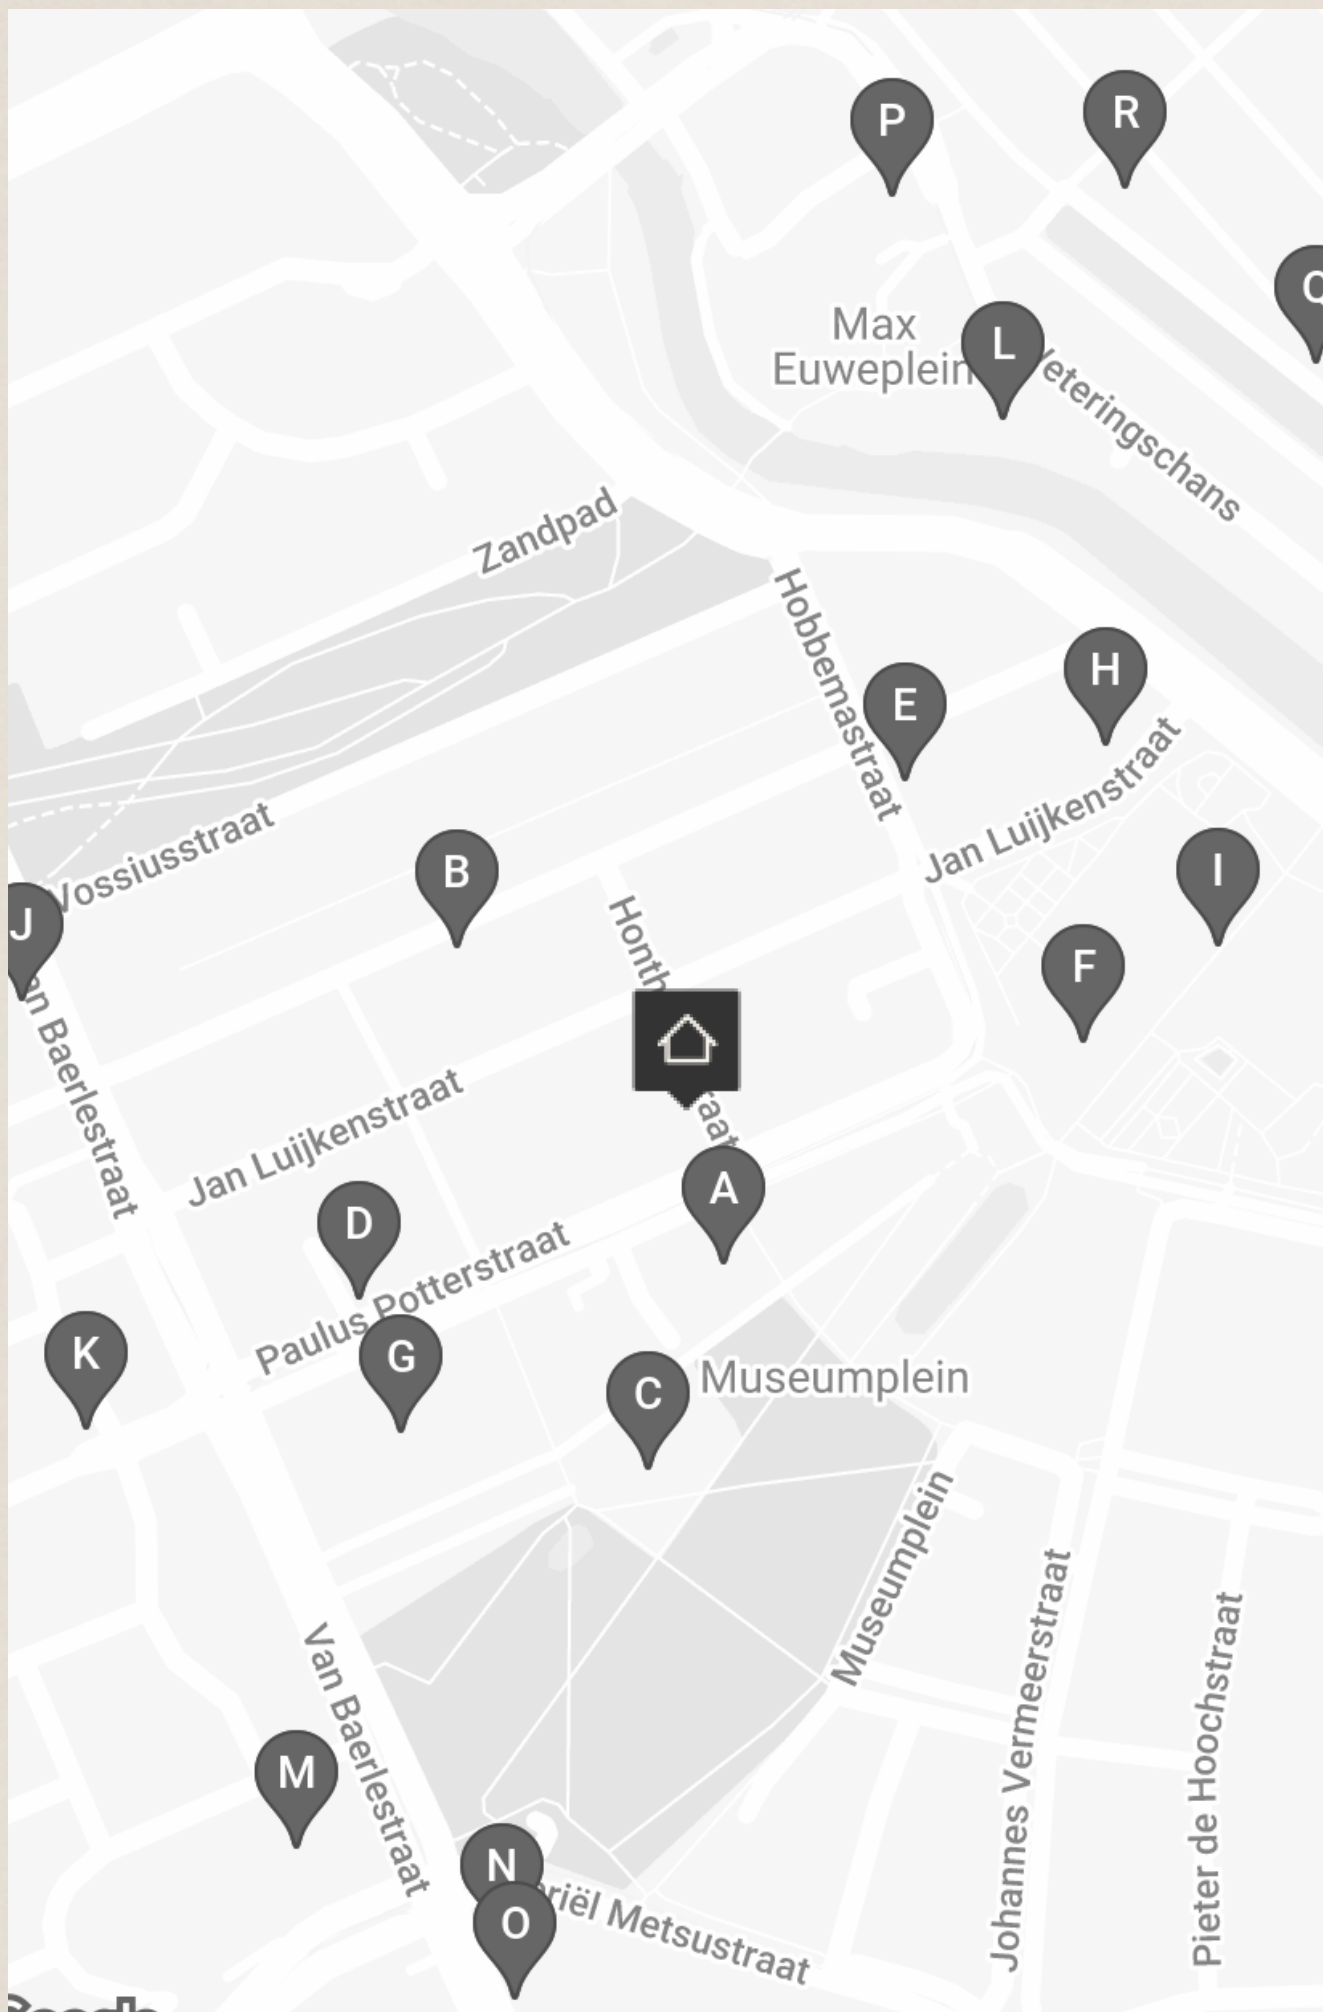 P
R
Q
Max
Euweplein
L
Zandpad
Hobbemastraat
H
E
Jan Luijkenstraat
Vossiusstraat
B
I
J
F
Jan Luijkenstraat
A
D
Paulus Potterstraat
K
G
C
Museumplein
Museumplein
Van Baerlestraat
Johannes Vermeerstraat
Pieter de Hoochstraat
M
N
O
Metsustraat